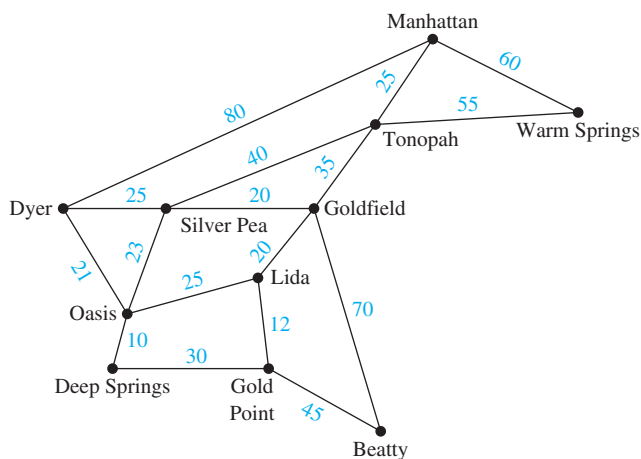 Manhattan
60
25
80
55
Warm Springs
Tonopah
40
35
25
20
Dyer
Silver Pea
Goldfield
23
20
21
25
Lida
Oasis
70
12
10
30
Deep Springs
Gold
Point
45
Beatty